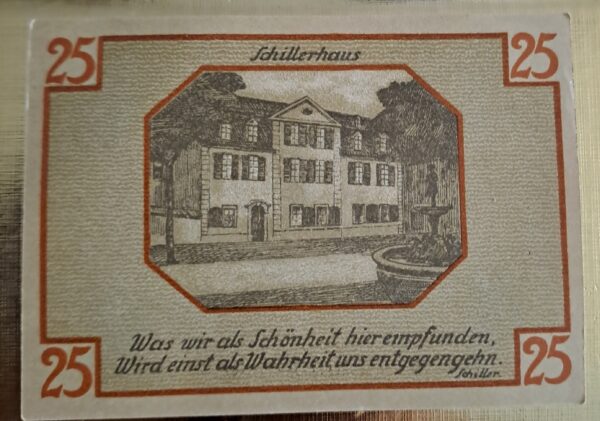 25 Schillerhaus 25
Was wir als Schönheit hier empfunden,
Wird einst als Wahrheit uns entgegengehn.
Schiller.
25 25